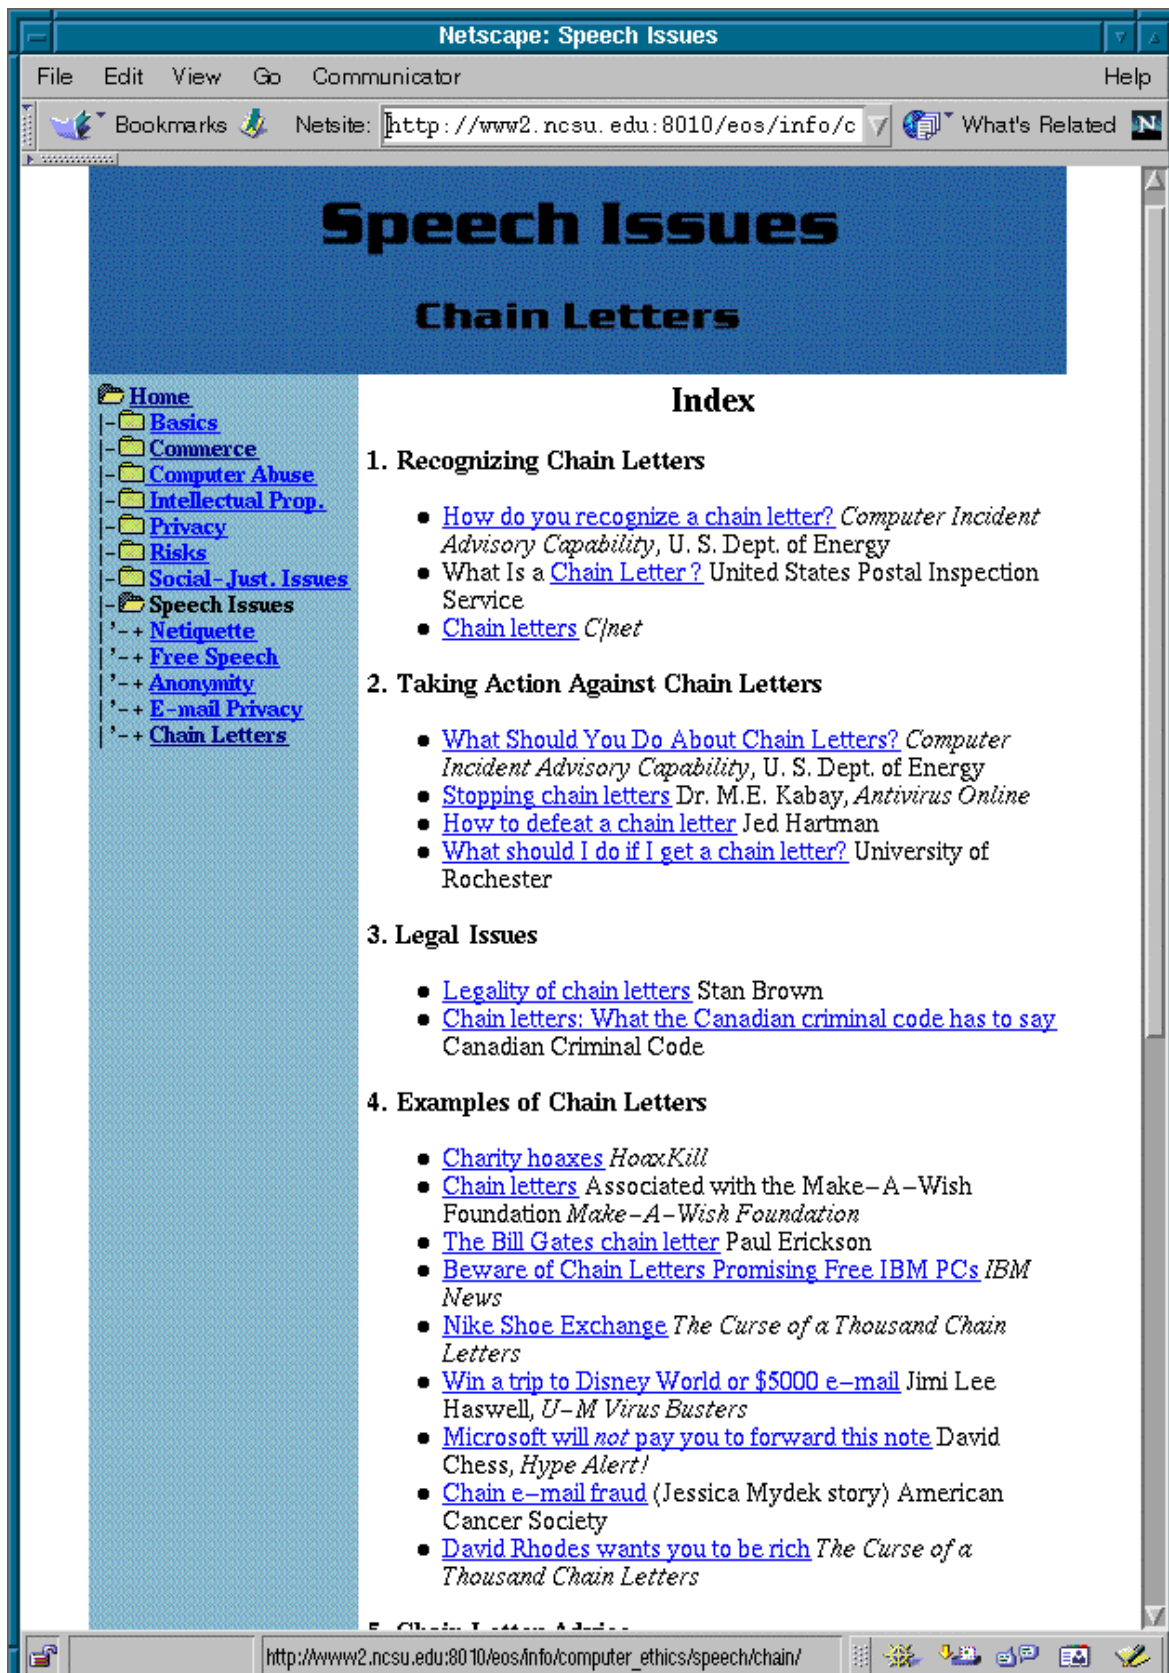 Netscape: Speech Issues
File Edit View Go Communicator Help
Bookmarks Netsite: http://www2.ncsu.edu:8010/eos/info/c What's Related N
Speech Issues
Chain Letters
Home
|-Basics
|-Commerce
|-Computer Abuse
|-Intellectual Prop.
|-Privacy
|-Risks
|-Social-Just. Issues
|-Speech Issues
|'-+ Netiquette
|'-+ Free Speech
|'-+ Anonymity
|'-+ E-mail Privacy
|'-+ Chain Letters
Index
1. Recognizing Chain Letters
● How do you recognize a chain letter? Computer Incident
Advisory Capability, U. S. Dept. of Energy
● What Is a Chain Letter? United States Postal Inspection
Service
● Chain letters C|net
2. Taking Action Against Chain Letters
● What Should You Do About Chain Letters? Computer
Incident Advisory Capability, U. S. Dept. of Energy
● Stopping chain letters Dr. M.E. Kabay, Antivirus Online
● How to defeat a chain letter Jed Hartman
● What should I do if I get a chain letter? University of
Rochester
3. Legal Issues
● Legality of chain letters Stan Brown
● Chain letters: What the Canadian criminal code has to say
Canadian Criminal Code
4. Examples of Chain Letters
● Charity hoaxes HoaxKill
● Chain letters Associated with the Make-A-Wish
Foundation Make-A-Wish Foundation
● The Bill Gates chain letter Paul Erickson
● Beware of Chain Letters Promising Free IBM PCs IBM
News
● Nike Shoe Exchange The Curse of a Thousand Chain
Letters
● Win a trip to Disney World or $5000 e-mail Jimi Lee
Haswell, U-M Virus Busters
● Microsoft will not pay you to forward this note David
Chess, Hype Alert!
● Chain e-mail fraud (Jessica Mydek story) American
Cancer Society
● David Rhodes wants you to be rich The Curse of a
Thousand Chain Letters
5. Chain Letter Advice
http://www2.ncsu.edu:8010/eos/info/computer_ethics/speech/chain/